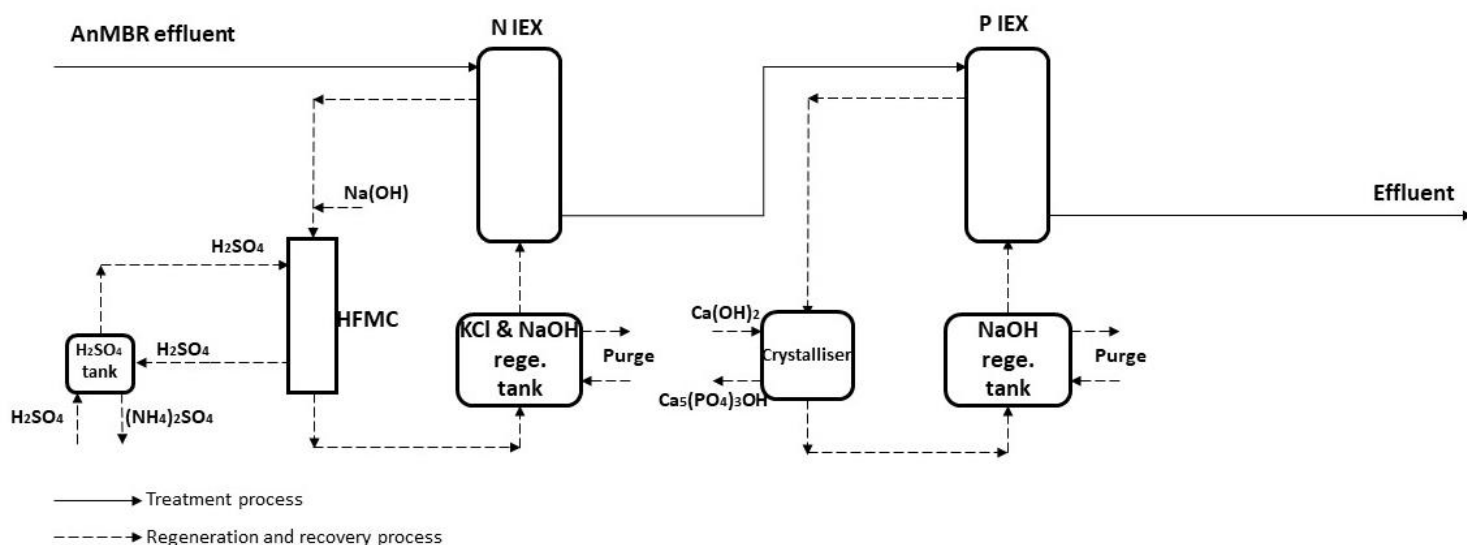 AnMBR effluent
N IEX
P IEX
Na(OH)
Effluent
H2SO4
HFMC
H2SO4
tank
H2SO4
H2SO4
(NH4)2SO4
KCl & NaOH
rege.
tank
Purge
Ca(OH)2
Crystalliser
Ca5(PO4)3OH
NaOH
rege.
tank
Purge
Treatment process
Regeneration and recovery process